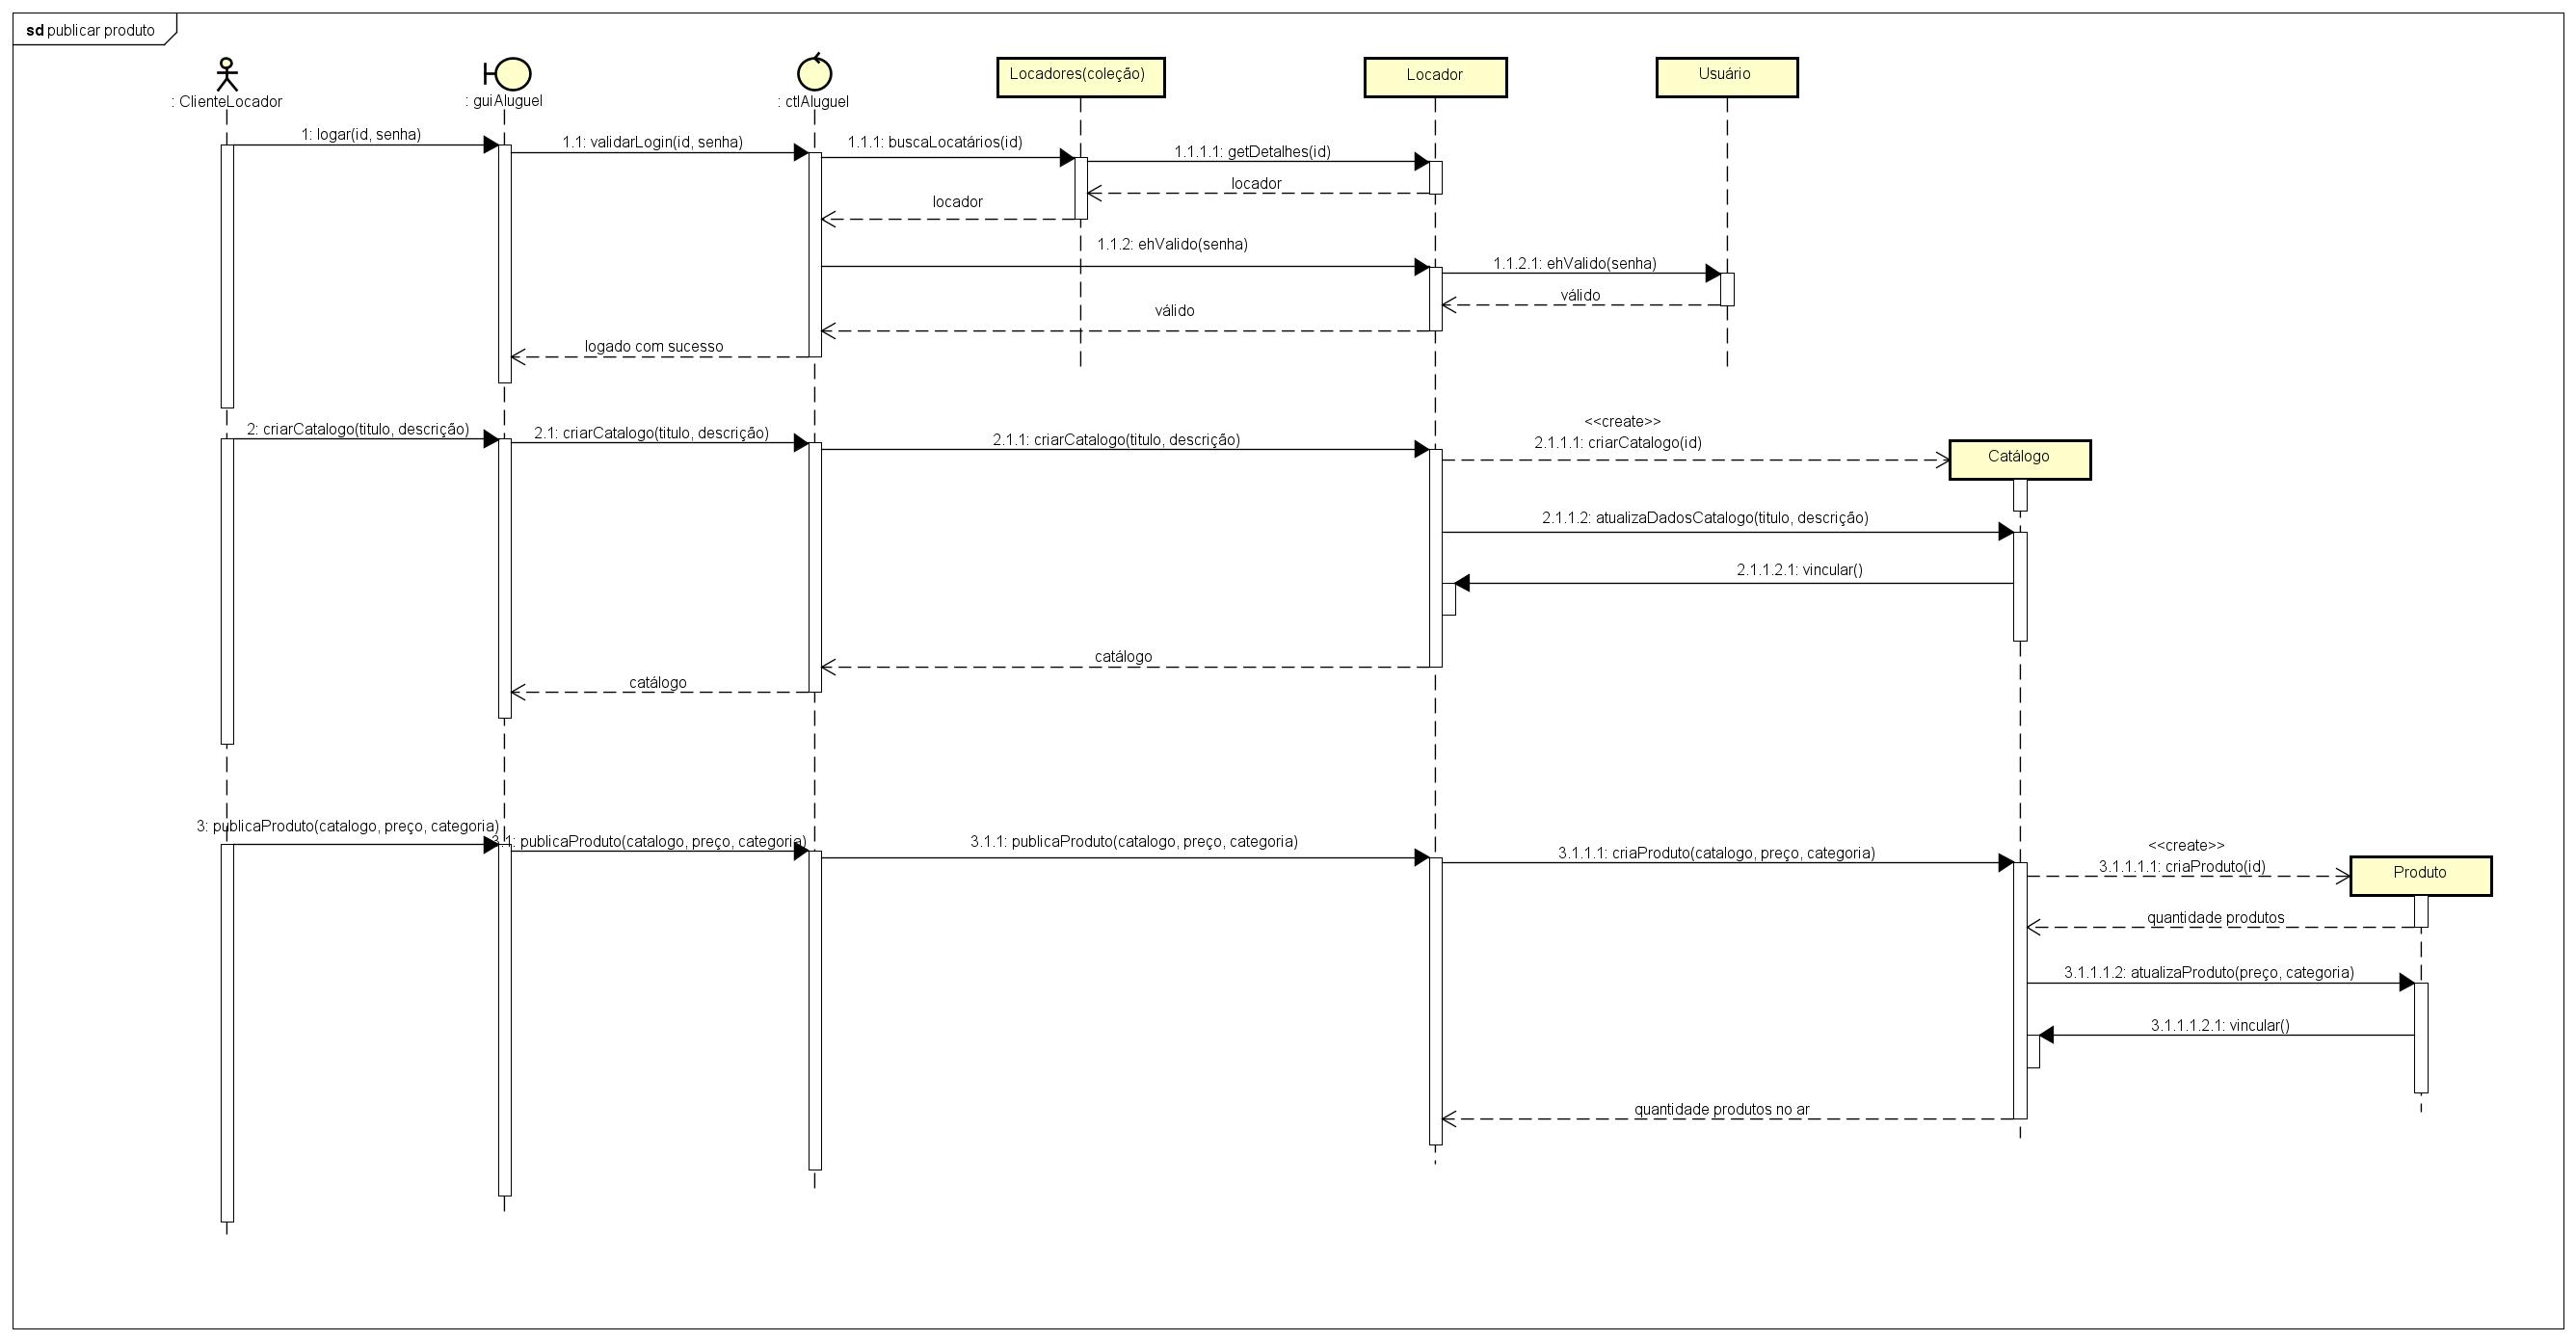 sd publicar produto
: ClienteLocador
: guiAluguel
: ctlAluguel
Locadores(coleção)
Locador
Usuário
1: logar(id, senha)
1.1: validarLogin(id, senha)
1.1.1: buscaLocatários(id)
1.1.1.1: getDetalhes(id)
locador
locador
1.1.2: ehValido(senha)
1.1.2.1: ehValido(senha)
válido
válido
logado com sucesso
2: criarCatalogo(titulo, descrição)
2.1: criarCatalogo(titulo, descrição)
2.1.1: criarCatalogo(titulo, descrição)
<<create>>
2.1.1.1: criarCatalogo(id)
Catálogo
2.1.1.2: atualizaDadosCatalogo(titulo, descrição)
2.1.1.2.1: vincular()
catálogo
catálogo
3: publicaProduto(catalogo, preço, categoria)
3.1: publicaProduto(catalogo, preço, categoria)
3.1.1: publicaProduto(catalogo, preço, categoria)
3.1.1.1: criaProduto(catalogo, preço, categoria)
<<create>>
3.1.1.1.1: criaProduto(id)
Produto
quantidade produtos
3.1.1.1.2: atualizaProduto(preço, categoria)
3.1.1.1.2.1: vincular()
quantidade produtos no ar